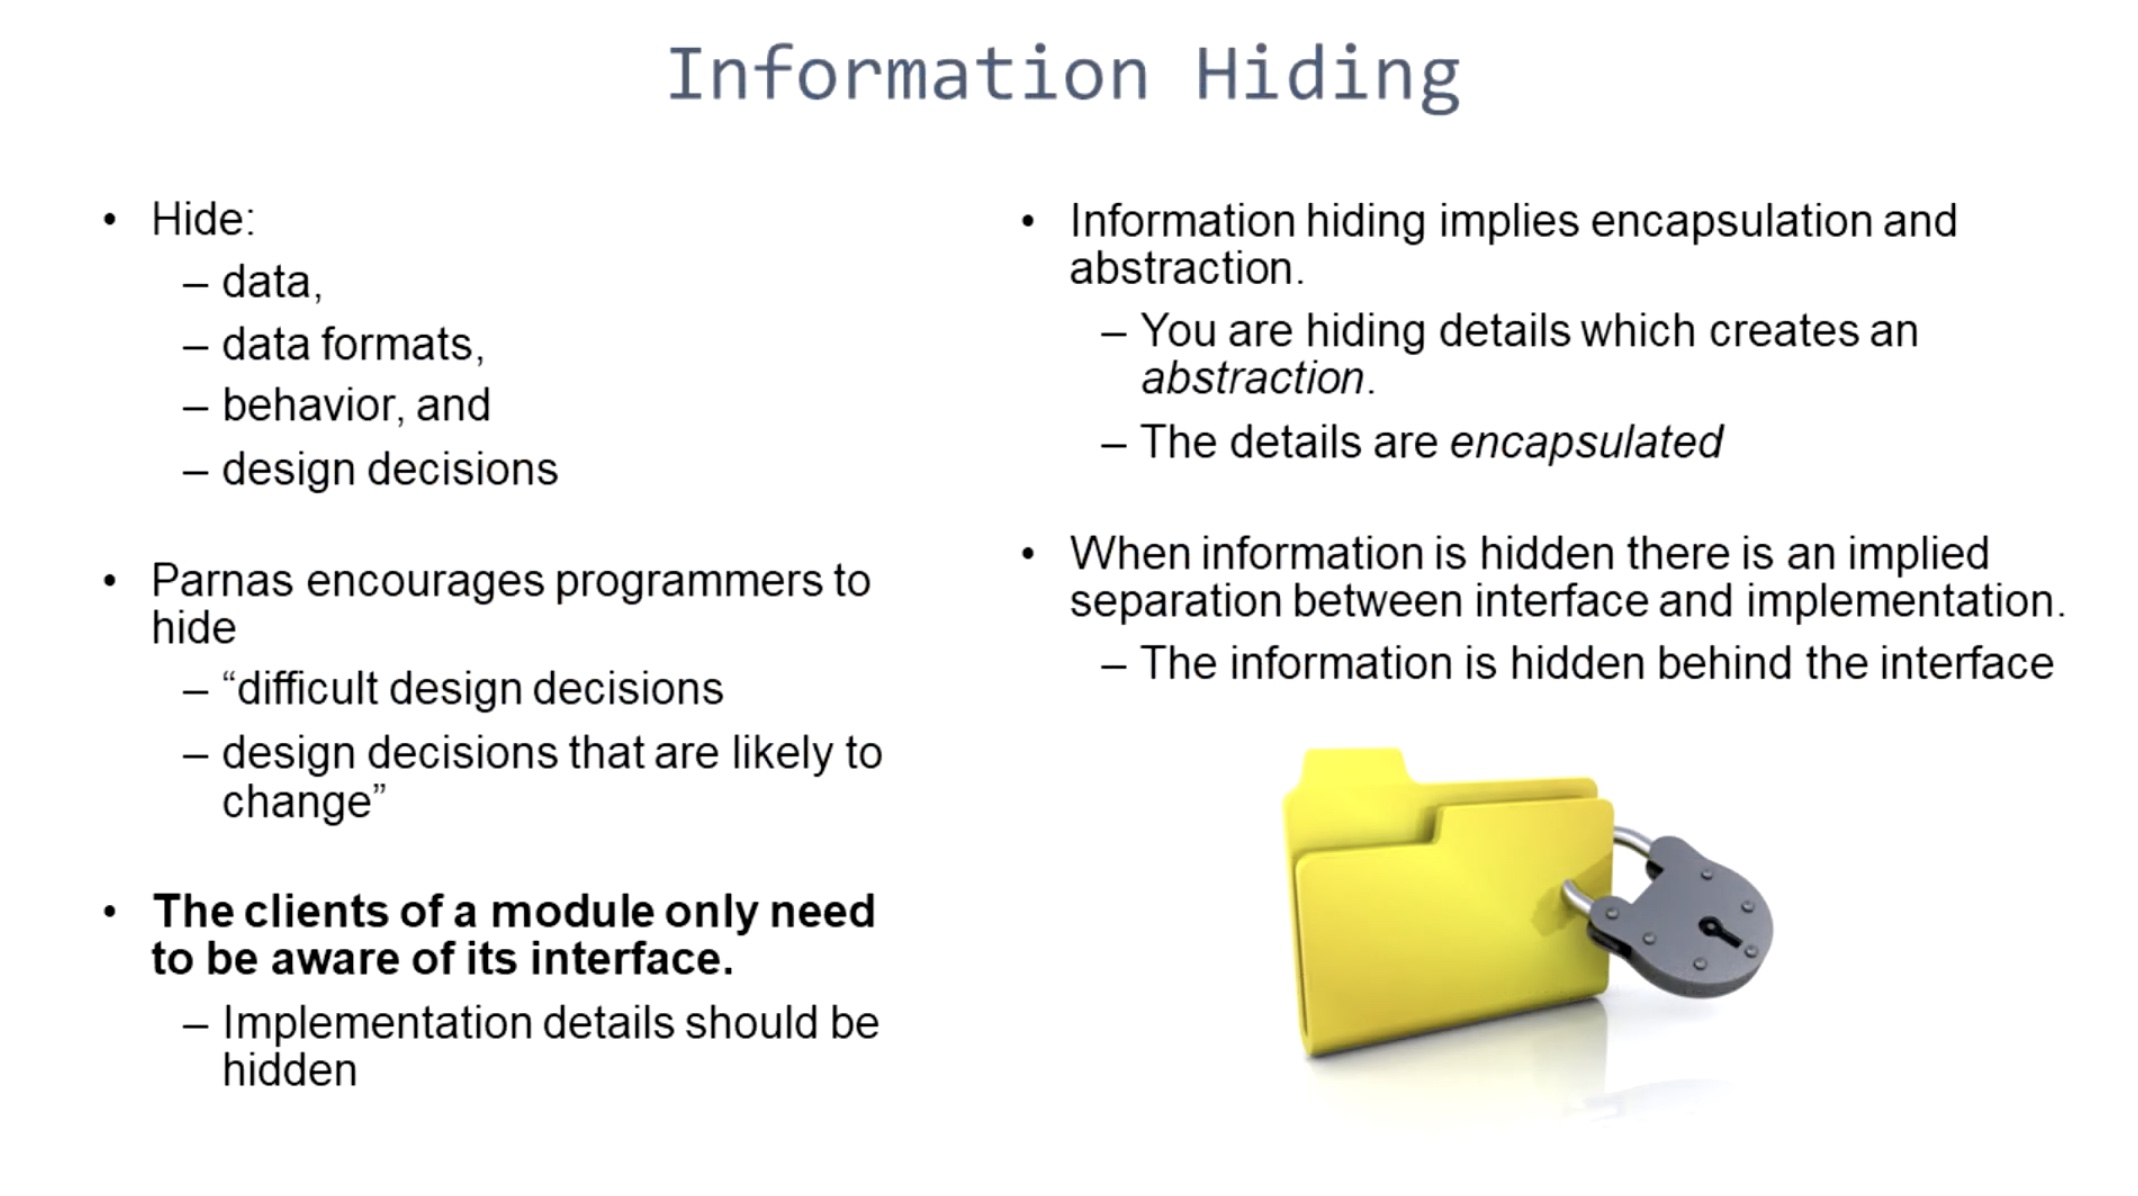 Information Hiding
• Hide:
– data,
– data formats,
– behavior, and
– design decisions
• Parnas encourages programmers to
hide
– “difficult design decisions
– design decisions that are likely to
change”
• The clients of a module only need
to be aware of its interface.
– Implementation details should be
hidden
• Information hiding implies encapsulation and
abstraction.
– You are hiding details which creates an
abstraction.
– The details are encapsulated
• When information is hidden there is an implied
separation between interface and implementation.
– The information is hidden behind the interface